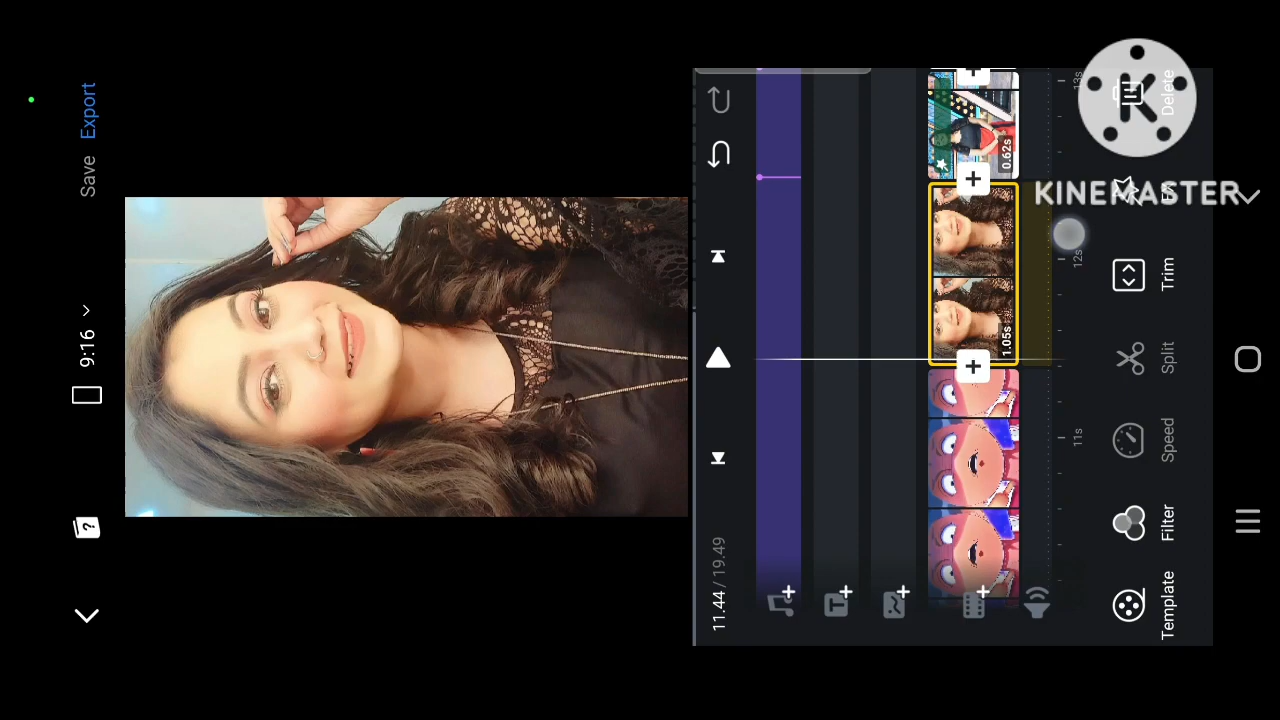 Save Export
9:16
?
11.44 / 19.49
1.05s
0.62s
11s
12s
13s
Template
Filter
Speed
Split
Trim
Delete
KINEMASTER